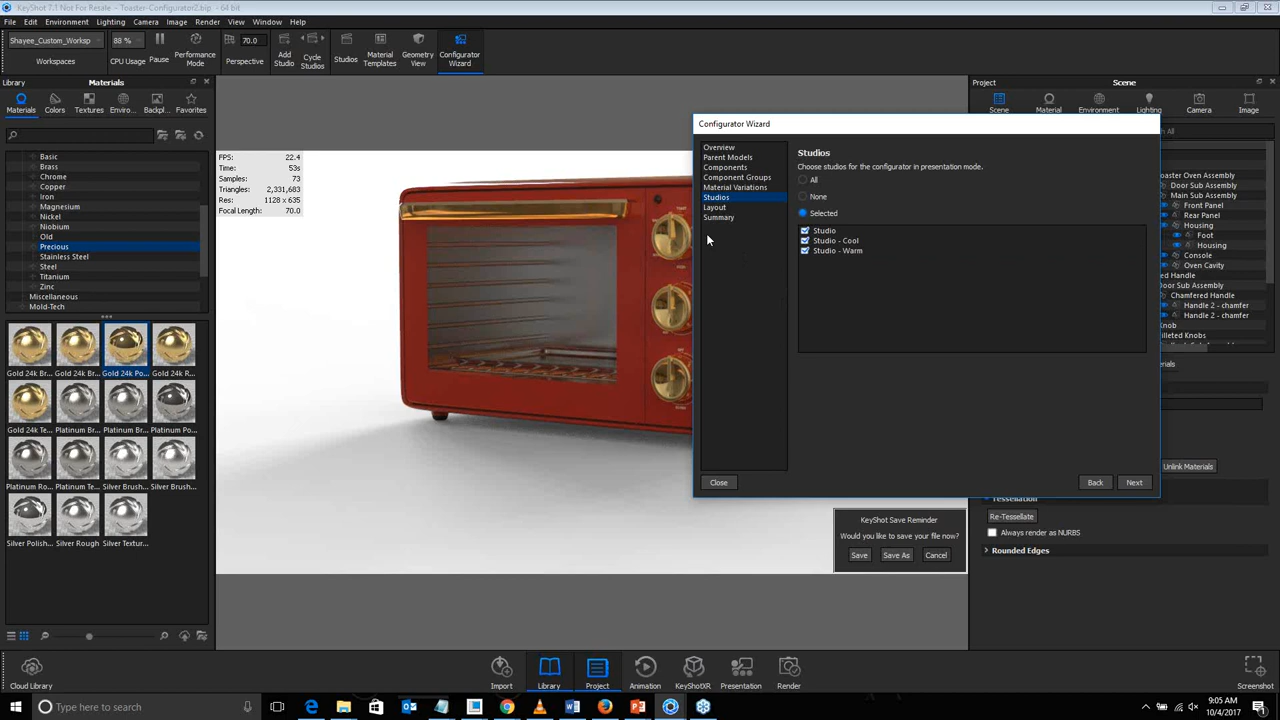 KeyShot 7.1 Not For Resale - Toaster-Configurator2.bip - 64 bit
File Edit Environment Lighting Camera Image Render View Window Help
Shayee_Custom_Worksp
88 %
70.0
Workspaces
CPU Usage
Pause
Performance
Mode
Perspective
Add
Studio
Cycle
Studios
Studios
Material
Templates
Geometry
View
Configurator
Wizard
Library
Materials
Materials Colors Textures Enviro... Backpl... Favorites
Basic
Brass
Chrome
Copper
Iron
Magnesium
Nickel
Niobium
Old
Precious
Stainless Steel
Steel
Titanium
Zinc
Miscellaneous
Mold-Tech
Gold 24k Br... Gold 24k Br... Gold 24k Po... Gold 24k R...
Gold 24k Te... Platinum Br... Platinum Br... Platinum Po...
Platinum Ro... Platinum Te... Silver Brush... Silver Brush...
Silver Polish... Silver Rough Silver Textur...
FPS: 22.4
Time: 53s
Samples: 73
Triangles: 2,331,683
Res: 1128 x 635
Focal Length: 70.0
Configurator Wizard
Overview
Parent Models
Components
Component Groups
Material Variations
Studios
Layout
Summary
Studios
Choose studios for the configurator in presentation mode.
All
None
Selected
Studio
Studio - Cool
Studio - Warm
Close
Back
Next
KeyShot Save Reminder
Would you like to save your file now?
Save
Save As
Cancel
Project
Scene
Scene Material Environment Lighting Camera Image
All
Toaster Oven Assembly
Door Sub Assembly
Main Sub Assembly
Front Panel
Rear Panel
Housing
Foot
Housing
Console
Oven Cavity
Handle
Door Sub Assembly
Chamfered Handle
Handle 2 - chamfer
Handle 2 - chamfer
Knob
Filleted Knobs
Unlink Materials
Tessellation
Re-Tessellate
Always render as NURBS
Rounded Edges
Cloud Library
Import
Library
Project
Animation
KeyShotXR
Presentation
Render
Screenshot
Type here to search
9:05 AM
10/4/2017